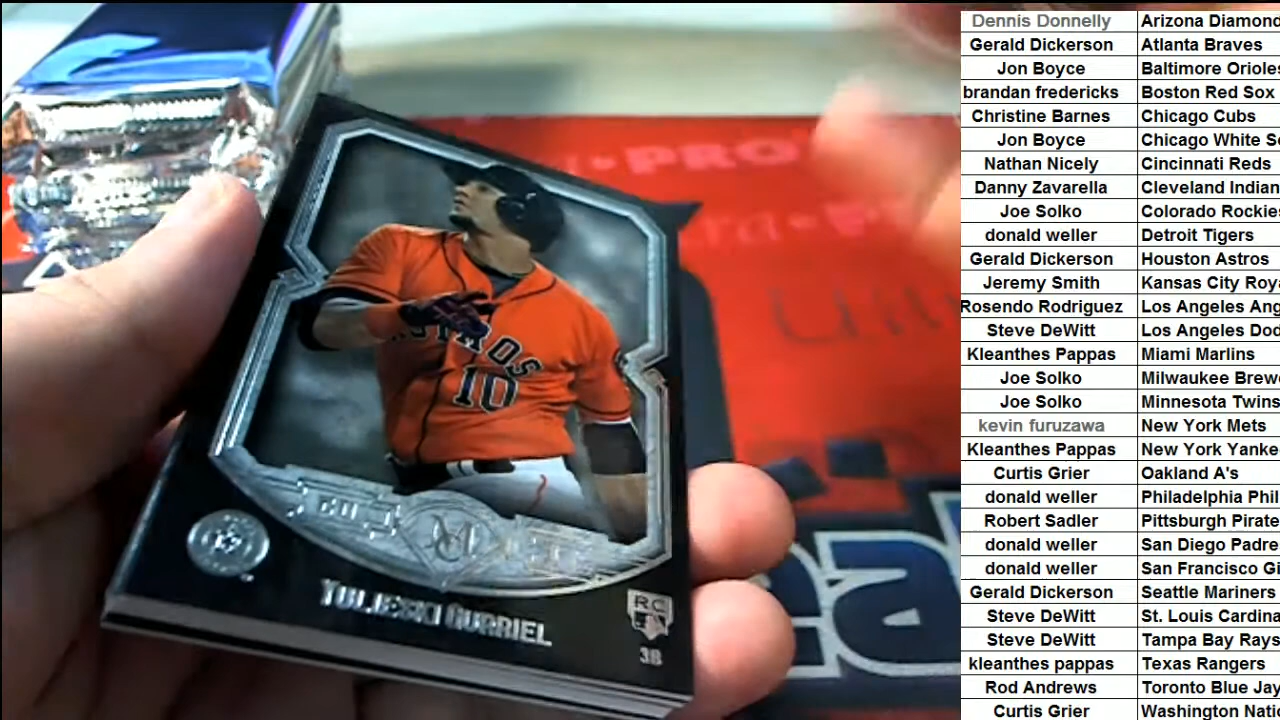 PRO
ASTROS
10
YULIESKI GURRIEL
RC
3B
Dennis Donnelly Arizona Diamond
Gerald Dickerson Atlanta Braves
Jon Boyce Baltimore Orioles
brandan fredericks Boston Red Sox
Christine Barnes Chicago Cubs
Jon Boyce Chicago White S
Nathan Nicely Cincinnati Reds
Danny Zavarella Cleveland Indian
Joe Solko Colorado Rockie
donald weller Detroit Tigers
Gerald Dickerson Houston Astros
Jeremy Smith Kansas City Roy
Rosendo Rodriguez Los Angeles Ang
Steve DeWitt Los Angeles Dod
Kleanthes Pappas Miami Marlins
Joe Solko Milwaukee Brew
Joe Solko Minnesota Twins
kevin furuzawa New York Mets
Kleanthes Pappas New York Yanke
Curtis Grier Oakland A's
donald weller Philadelphia Phil
Robert Sadler Pittsburgh Pirate
donald weller San Diego Padre
donald weller San Francisco Gi
Gerald Dickerson Seattle Mariners
Steve DeWitt St. Louis Cardina
Steve DeWitt Tampa Bay Rays
kleanthes pappas Texas Rangers
Rod Andrews Toronto Blue Jay
Curtis Grier Washington Natio